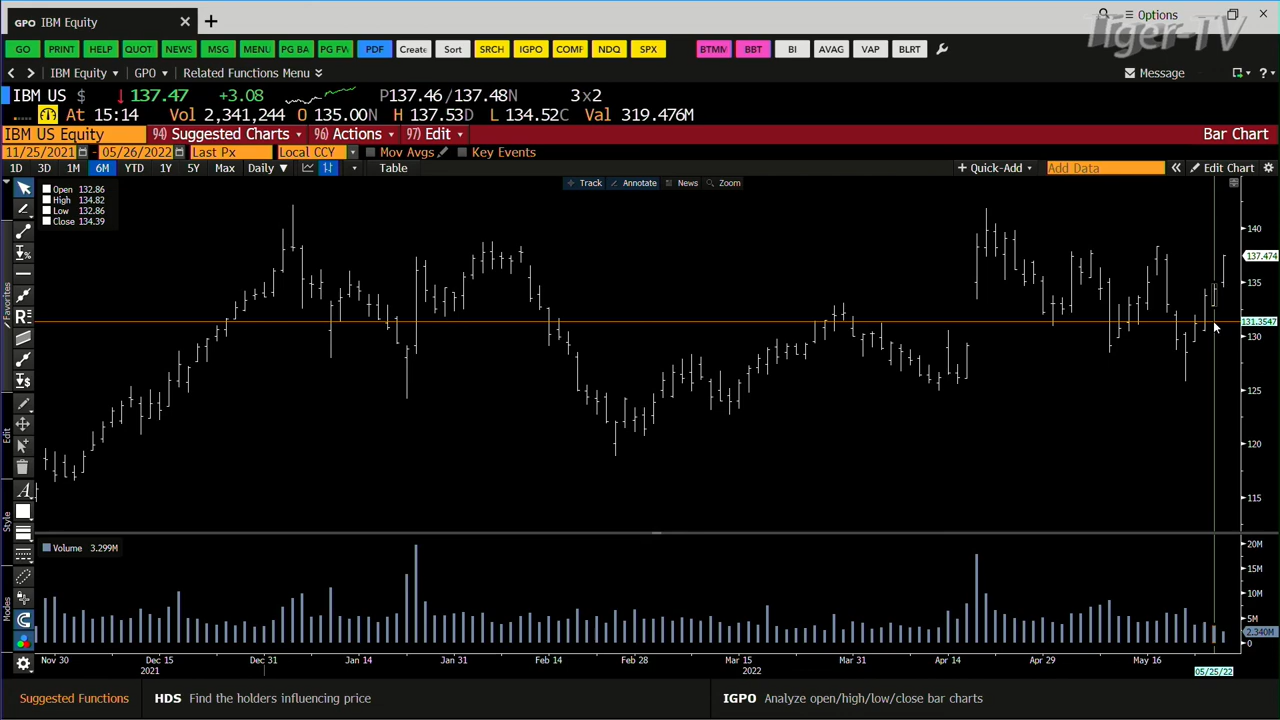 GPO IBM Equity
Options
Tiger-TV
GO PRINT HELP QUOT NEWS MSG MENU PG BA PG FW PDF Create Sort SRCH IGPO COMF NDQ SPX BTMM BBT BI AVAG VAP BLRT
IBM Equity GPO Related Functions Menu Message ?
IBM US $ ↓ 137.47 +3.08 P137.46/137.48N 3x2
At 15:14 Vol 2,341,244 O 135.00N H 137.53D L 134.52C Val 319.476M
IBM US Equity 94) Suggested Charts 96) Actions 97) Edit Bar Chart
11/25/2021 - 05/26/2022 Last Px Local CCY Mov Avgs Key Events
1D 3D 1M 6M YTD 1Y 5Y Max Daily ▼ Table + Quick-Add Add Data « Edit Chart
Track Annotate News Zoom
Open 132.86
High 134.82
Low 132.86
Close 134.39
140
137.474
135
131.3547
130
125
120
115
Favorites
Edit
Style
Modes
Volume 3.299M
20M
15M
10M
5M
2.340M
0
Nov 30 Dec 15 Dec 31 Jan 14 Jan 31 Feb 14 Feb 28 Mar 15 Mar 31 Apr 14 Apr 29 May 16
2021 2022 05/25/22
Suggested Functions HDS Find the holders influencing price IGPO Analyze open/high/low/close bar charts